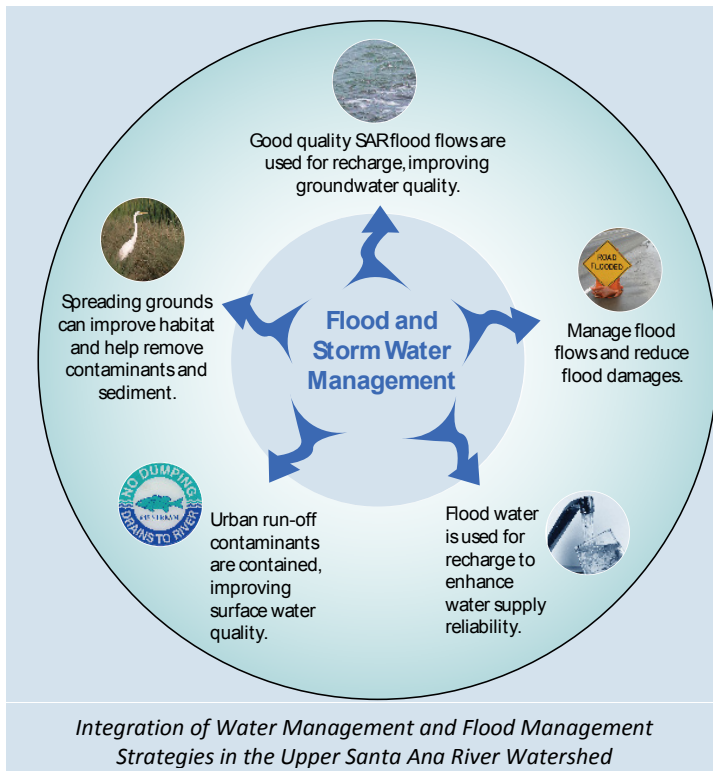 Good quality SAR flood flows are
used for recharge, improving
groundwater quality.
ROAD
FLOODED
Manage flood
flows and reduce
flood damages.
Spreading grounds
can improve habitat
and help remove
contaminants and
sediment.
Flood and
Storm Water
Management
NO DUMPING
DRAINS TO RIVER
Urban run-off
contaminants
are contained,
improving
surface water
quality.
Flood water
is used for
recharge to
enhance
water supply
reliability.
Integration of Water Management and Flood Management
Strategies in the Upper Santa Ana River Watershed